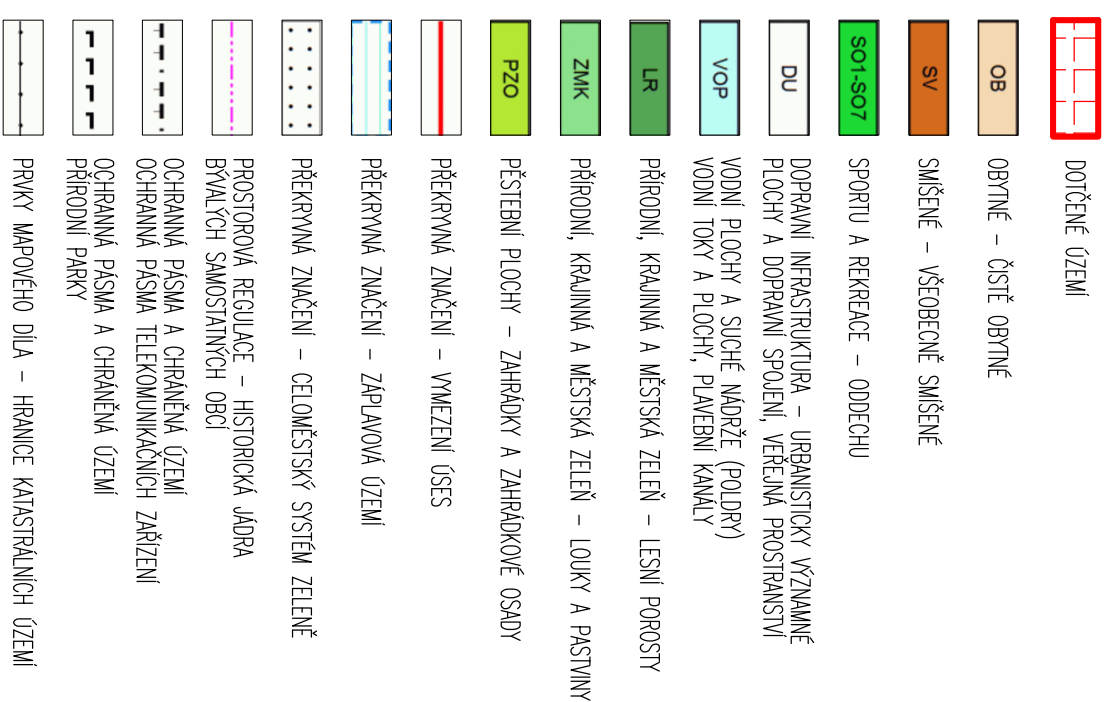 DOTČENÉ ÚZEMÍ
OB
OBYTNÉ – ČISTĚ OBYTNÉ
SV
SMÍŠENÉ – VŠEOBECNĚ SMÍŠENÉ
SO1-SO7
SPORTU A REKREACE – ODDECHU
DU
DOPRAVNÍ INFRASTRUKTURA – URBANISTICKY VÝZNAMNÉ
PLOCHY A DOPRAVNÍ SPOJENÍ, VEŘEJNÁ PROSTRANSTVÍ
VOP
VODNÍ PLOCHY A SUCHÉ NÁDRŽE (POLDRY)
VODNÍ TOKY A PLOCHY, PLAVEBNÍ KANÁLY
LR
PŘÍRODNÍ, KRAJINNÁ A MĚSTSKÁ ZELEŇ – LESNÍ POROSTY
ZMK
PŘÍRODNÍ, KRAJINNÁ A MĚSTSKÁ ZELEŇ – LOUKY A PASTVINY
PZO
PĚSTEBNÍ PLOCHY – ZAHRÁDKY A ZAHRÁDKOVÉ OSADY
PŘEKRYVNÁ ZNAČENÍ – VYMEZENÍ ÚSES
PŘEKRYVNÁ ZNAČENÍ – ZÁPLAVOVÁ ÚZEMÍ
PŘEKRYVNÁ ZNAČENÍ – CELOMĚSTSKÝ SYSTÉM ZELENĚ
PROSTOROVÁ REGULACE – HISTORICKÁ JÁDRA
BÝVALÝCH SAMOSTATNÝCH OBCÍ
OCHRANNÁ PÁSMA A CHRÁNĚNÁ ÚZEMÍ
OCHRANNÁ PÁSMA TELEKOMUNIKAČNÍCH ZAŘÍZENÍ
OCHRANNÁ PÁSMA A CHRÁNĚNÁ ÚZEMÍ
PŘÍRODNÍ PARKY
PRVKY MAPOVÉHO DÍLA – HRANICE KATASTRÁLNÍCH ÚZEMÍ